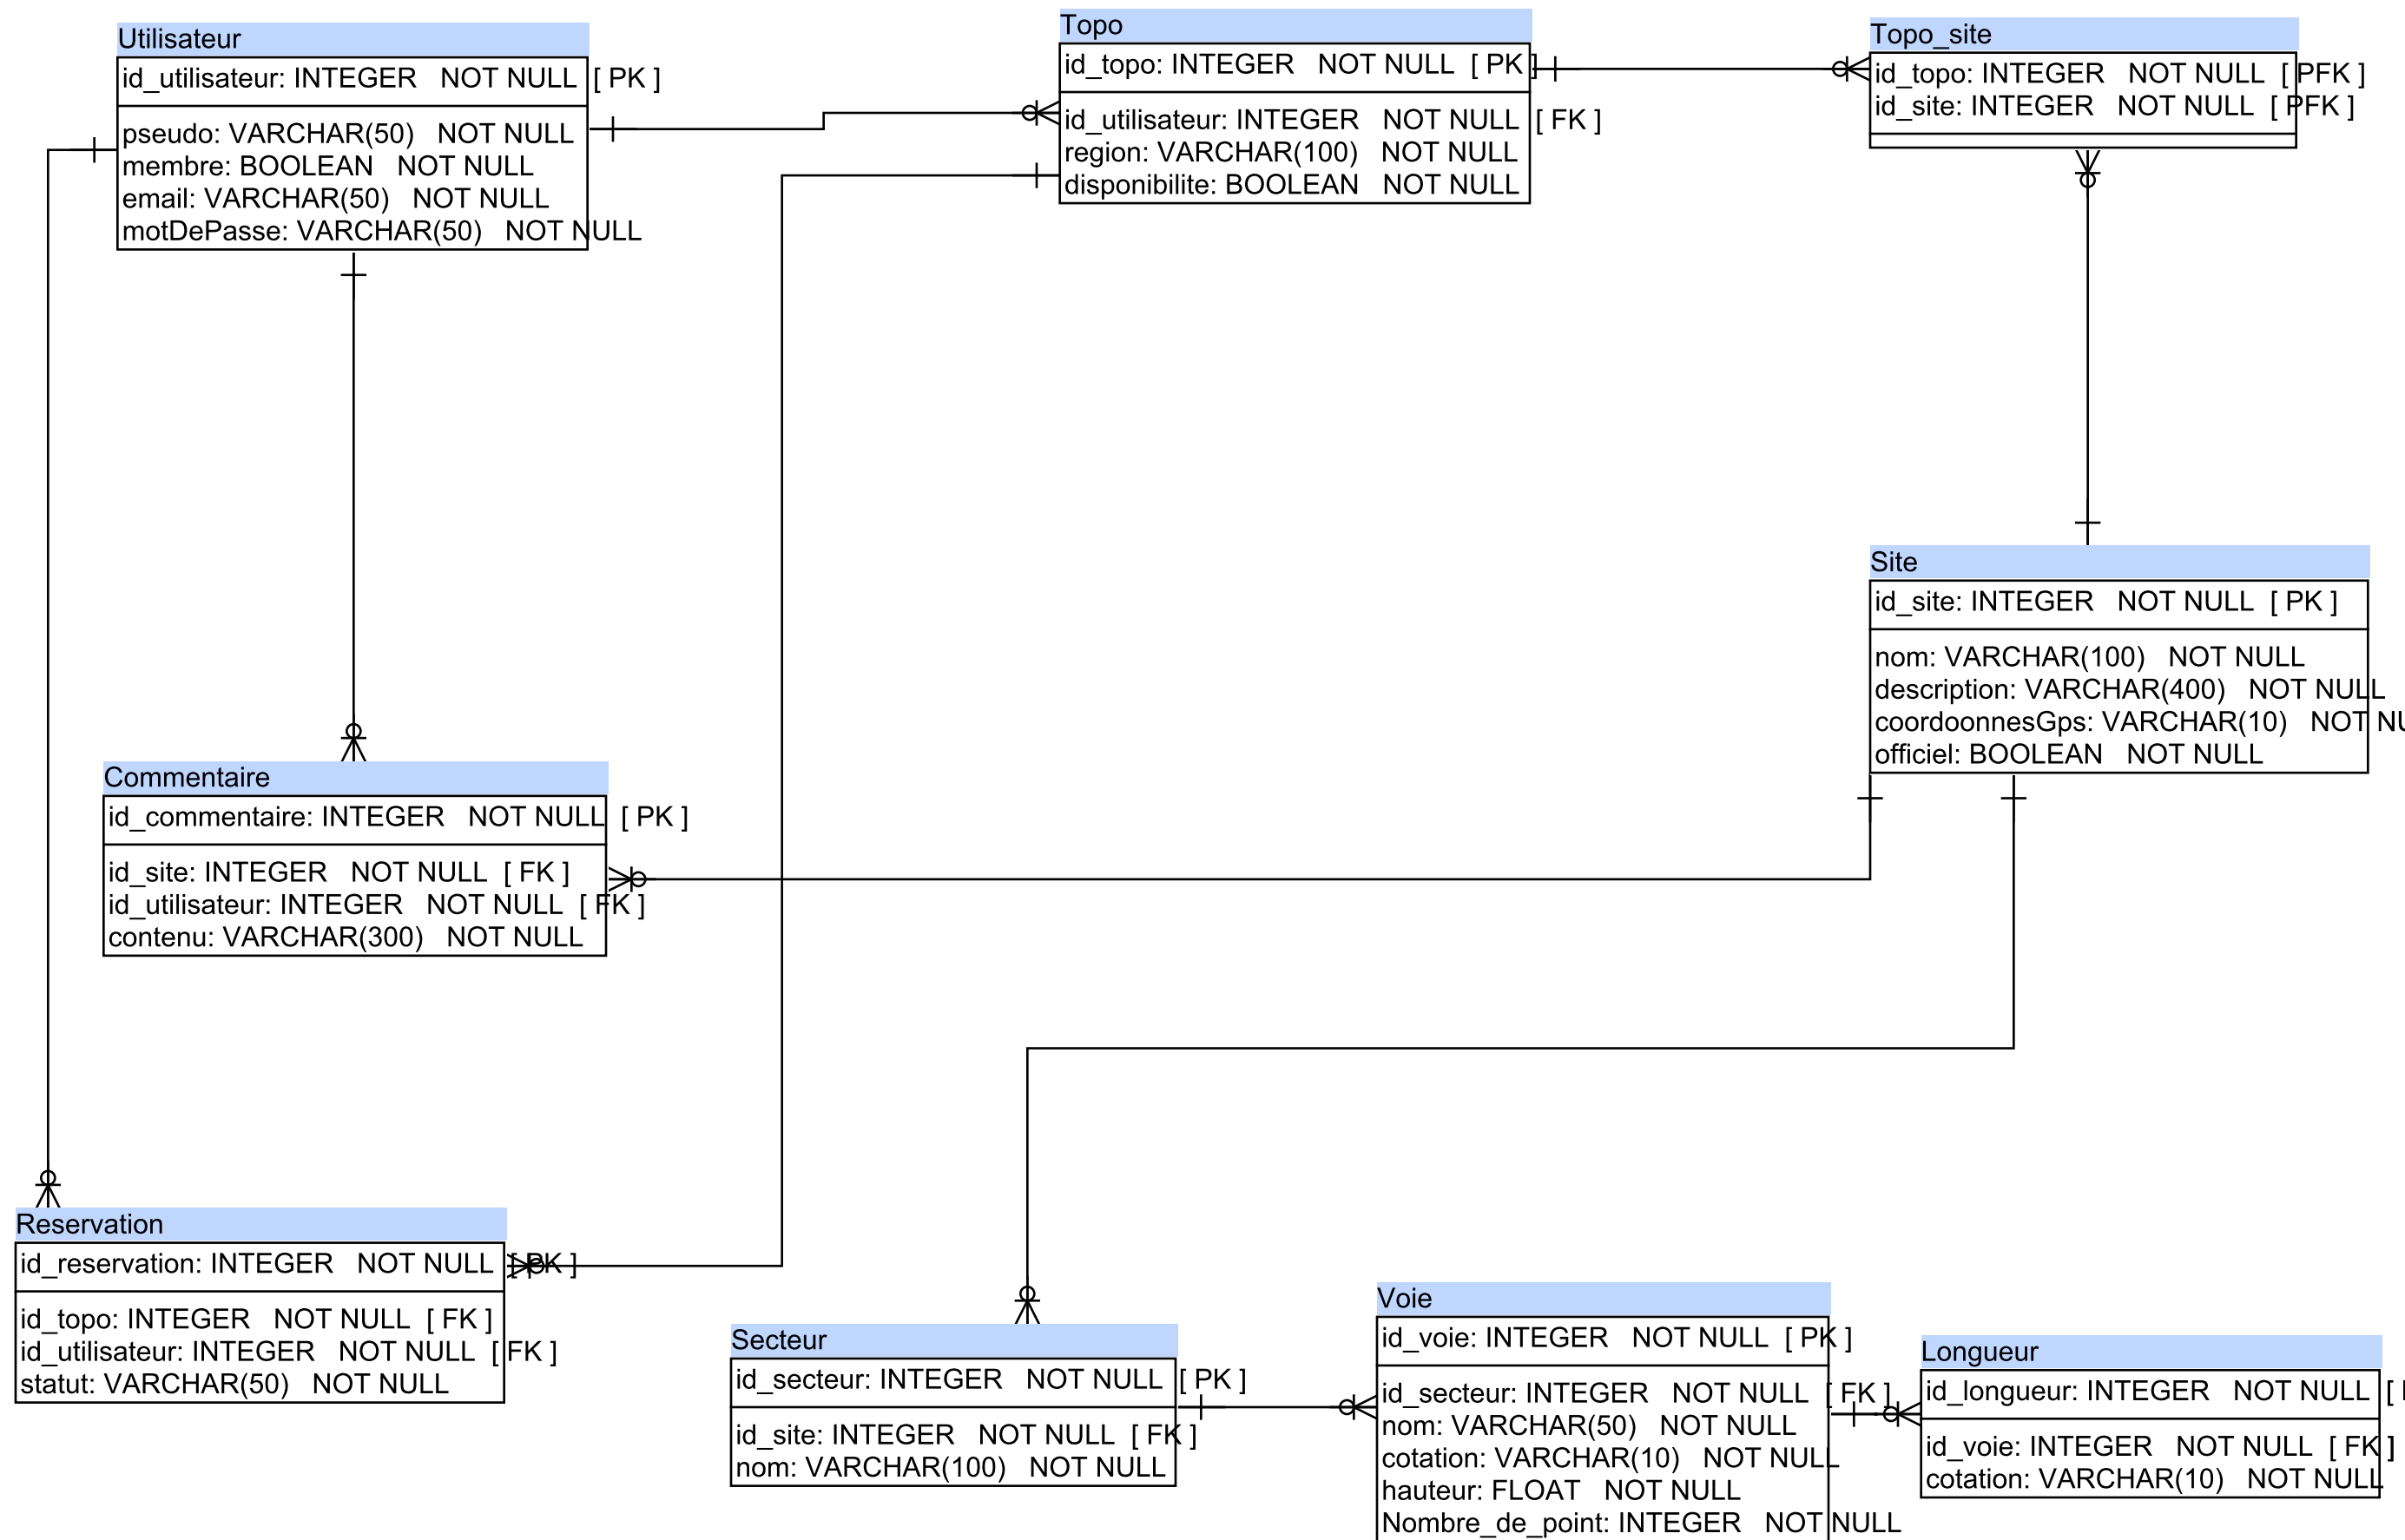 Utilisateur
id_utilisateur: INTEGER NOT NULL [ PK ]
pseudo: VARCHAR(50) NOT NULL
membre: BOOLEAN NOT NULL
email: VARCHAR(50) NOT NULL
motDePasse: VARCHAR(50) NOT NULL
Topo
id_topo: INTEGER NOT NULL [ PK ]
id_utilisateur: INTEGER NOT NULL [ FK ]
region: VARCHAR(100) NOT NULL
disponibilite: BOOLEAN NOT NULL
Topo_site
id_topo: INTEGER NOT NULL [ PFK ]
id_site: INTEGER NOT NULL [ PFK ]
Site
id_site: INTEGER NOT NULL [ PK ]
nom: VARCHAR(100) NOT NULL
description: VARCHAR(400) NOT NULL
coordoonnesGps: VARCHAR(10) NOT
officiel: BOOLEAN NOT NULL
Commentaire
id_commentaire: INTEGER NOT NULL [ PK ]
id_site: INTEGER NOT NULL [ FK ]
id_utilisateur: INTEGER NOT NULL [ FK ]
contenu: VARCHAR(300) NOT NULL
Reservation
id_reservation: INTEGER NOT NULL [ PK ]
id_topo: INTEGER NOT NULL [ FK ]
id_utilisateur: INTEGER NOT NULL [ FK ]
statut: VARCHAR(50) NOT NULL
Secteur
id_secteur: INTEGER NOT NULL [ PK ]
id_site: INTEGER NOT NULL [ FK ]
nom: VARCHAR(100) NOT NULL
Voie
id_voie: INTEGER NOT NULL [ PK ]
id_secteur: INTEGER NOT NULL [ FK ]
nom: VARCHAR(50) NOT NULL
cotation: VARCHAR(10) NOT NULL
hauteur: FLOAT NOT NULL
Nombre_de_point: INTEGER NOT NULL
Longueur
id_longueur: INTEGER NOT NULL [
id_voie: INTEGER NOT NULL [ FK ]
cotation: VARCHAR(10) NOT NULL